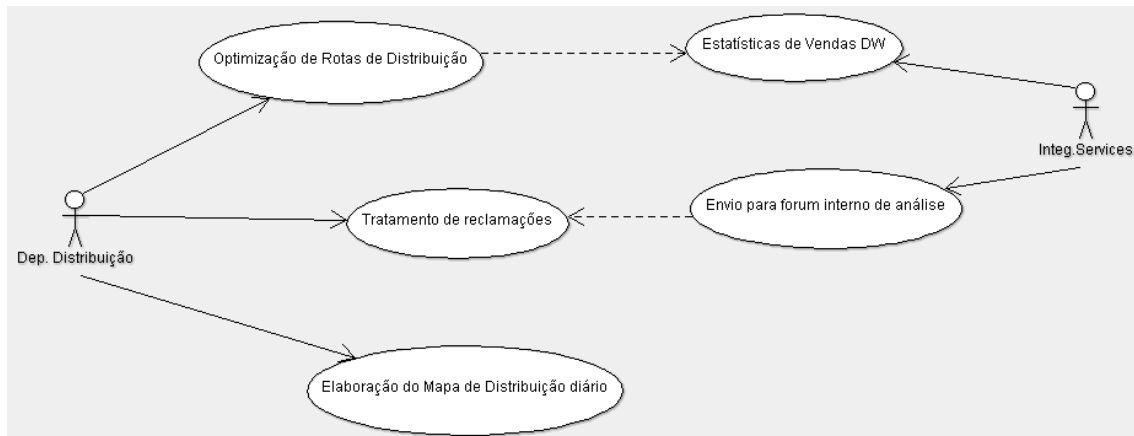 Optimização de Rotas de Distribuição
Estatísticas de Vendas DW
Integ.Services
Tratamento de reclamações
Envio para forum interno de análise
Dep. Distribuição
Elaboração do Mapa de Distribuição diário